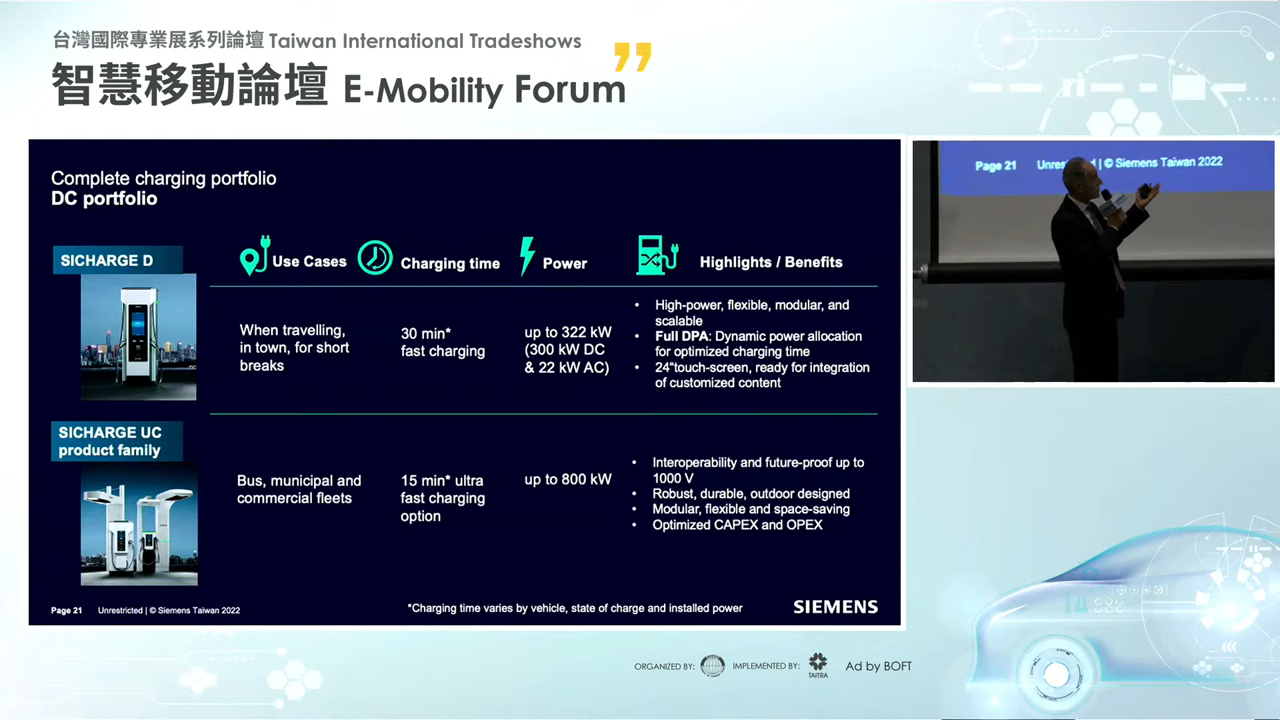 台灣國際專業展系列論壇 Taiwan International Tradeshows
智慧移動論壇 E-Mobility Forum
Complete charging portfolio
DC portfolio
SICHARGE D
Use Cases
Charging time
Power
Highlights / Benefits
When travelling,
in town, for short
breaks
30 min*
fast charging
up to 322 kW
(300 kW DC
& 22 kW AC)
• High-power, flexible, modular, and
scalable
• Full DPA: Dynamic power allocation
for optimized charging time
• 24“touch-screen, ready for integration
of customized content
SICHARGE UC
product family
Bus, municipal and
commercial fleets
15 min* ultra
fast charging
option
up to 800 kW
• Interoperability and future-proof up to
1000 V
• Robust, durable, outdoor designed
• Modular, flexible and space-saving
• Optimized CAPEX and OPEX
Page 21 Unrestricted | © Siemens Taiwan 2022
*Charging time varies by vehicle, state of charge and installed power
SIEMENS
Page 21 Unrestricted | © Siemens Taiwan 2022
ORGANIZED BY: IMPLEMENTED BY: TAITRA Ad by BOFT